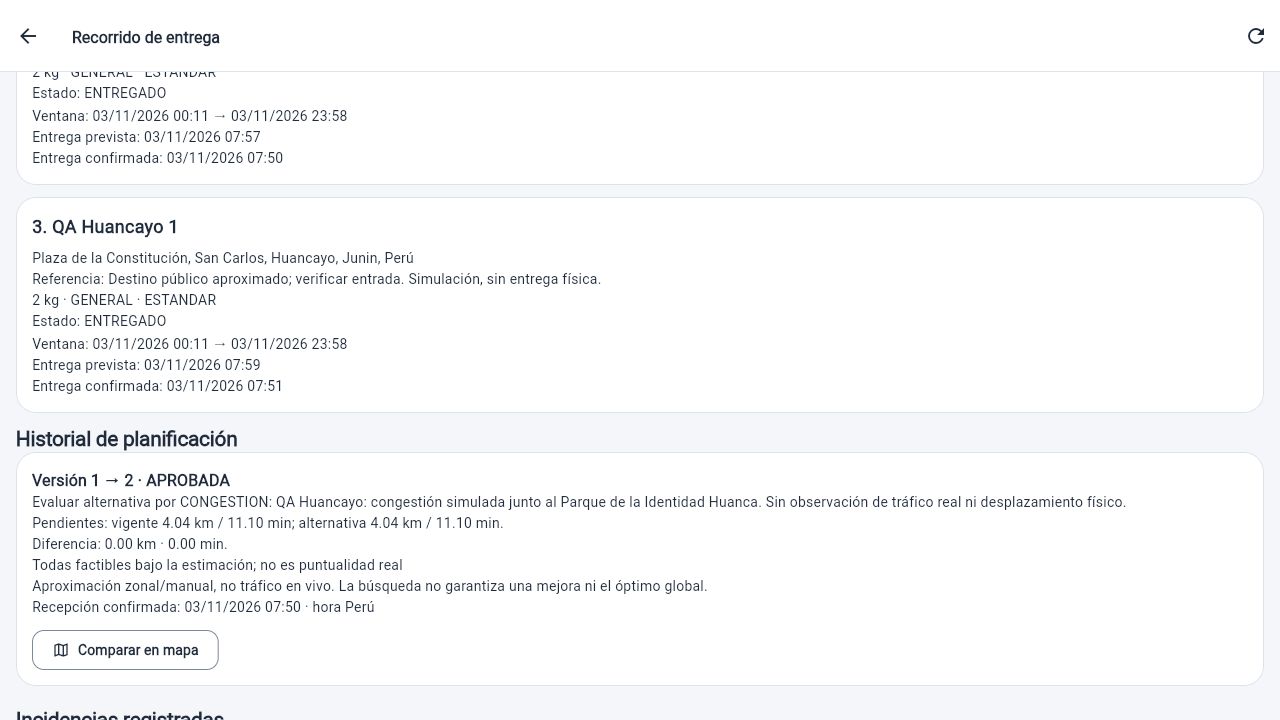 Recorrido de entrega
2 kg · GENERAL · ESTANDAR
Estado: ENTREGADO
Ventana: 03/11/2026 00:11 → 03/11/2026 23:58
Entrega prevista: 03/11/2026 07:57
Entrega confirmada: 03/11/2026 07:50
3. QA Huancayo 1
Plaza de la Constitución, San Carlos, Huancayo, Junin, Perú
Referencia: Destino público aproximado; verificar entrada. Simulación, sin entrega física.
2 kg · GENERAL · ESTANDAR
Estado: ENTREGADO
Ventana: 03/11/2026 00:11 → 03/11/2026 23:58
Entrega prevista: 03/11/2026 07:59
Entrega confirmada: 03/11/2026 07:51
Historial de planificación
Versión 1 → 2 · APROBADA
Evaluar alternativa por CONGESTION: QA Huancayo: congestión simulada junto al Parque de la Identidad Huanca. Sin observación de tráfico real ni desplazamiento físico.
Pendientes: vigente 4.04 km / 11.10 min; alternativa 4.04 km / 11.10 min.
Diferencia: 0.00 km · 0.00 min.
Todas factibles bajo la estimación; no es puntualidad real
Aproximación zonal/manual, no tráfico en vivo. La búsqueda no garantiza una mejora ni el óptimo global.
Recepción confirmada: 03/11/2026 07:50 · hora Perú
Comparar en mapa
Incidencias registradas